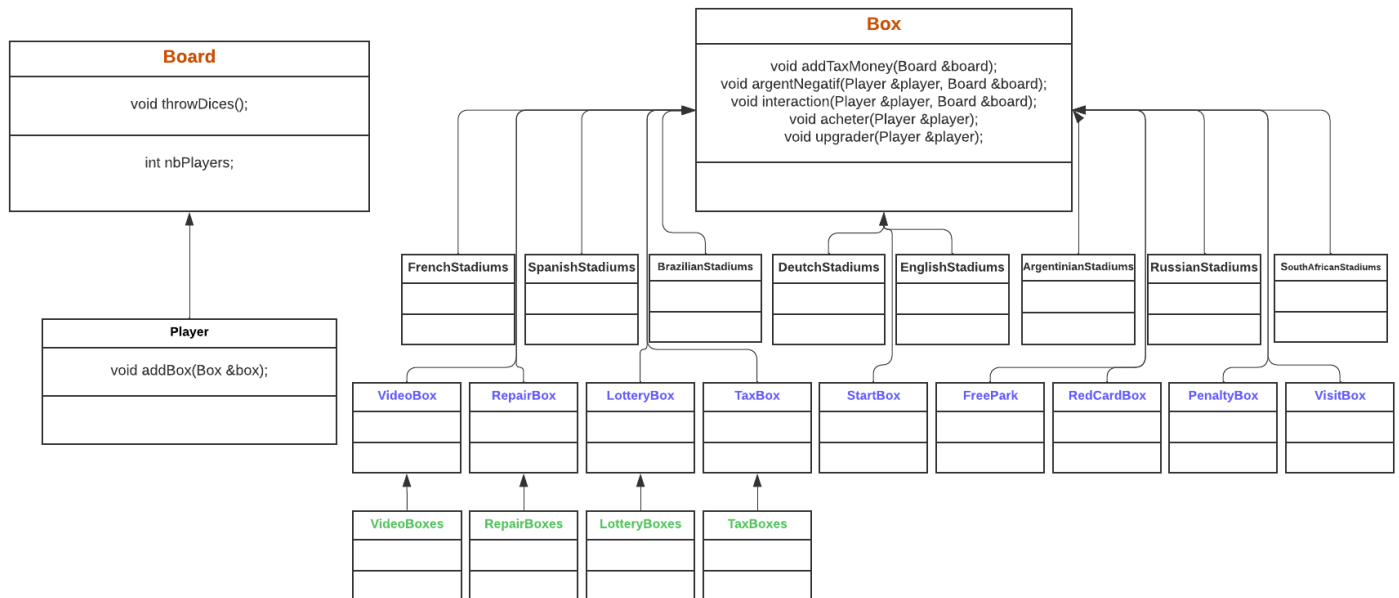 Board
void throwDices();
int nbPlayers;
Box
void addTaxMoney(Board &board);
void argentNegatif(Player &player, Board &board);
void interaction(Player &player, Board &board);
void acheter(Player &player);
void upgrader(Player &player);
FrenchStadiums
SpanishStadiums
BrazilianStadiums
DeutchStadiums
EnglishStadiums
ArgentinianStadiums
RussianStadiums
SouthAfricanStadiums
Player
void addBox(Box &box);
VideoBox
RepairBox
LotteryBox
TaxBox
StartBox
FreePark
RedCardBox
PenaltyBox
VisitBox
VideoBoxes
RepairBoxes
LotteryBoxes
TaxBoxes